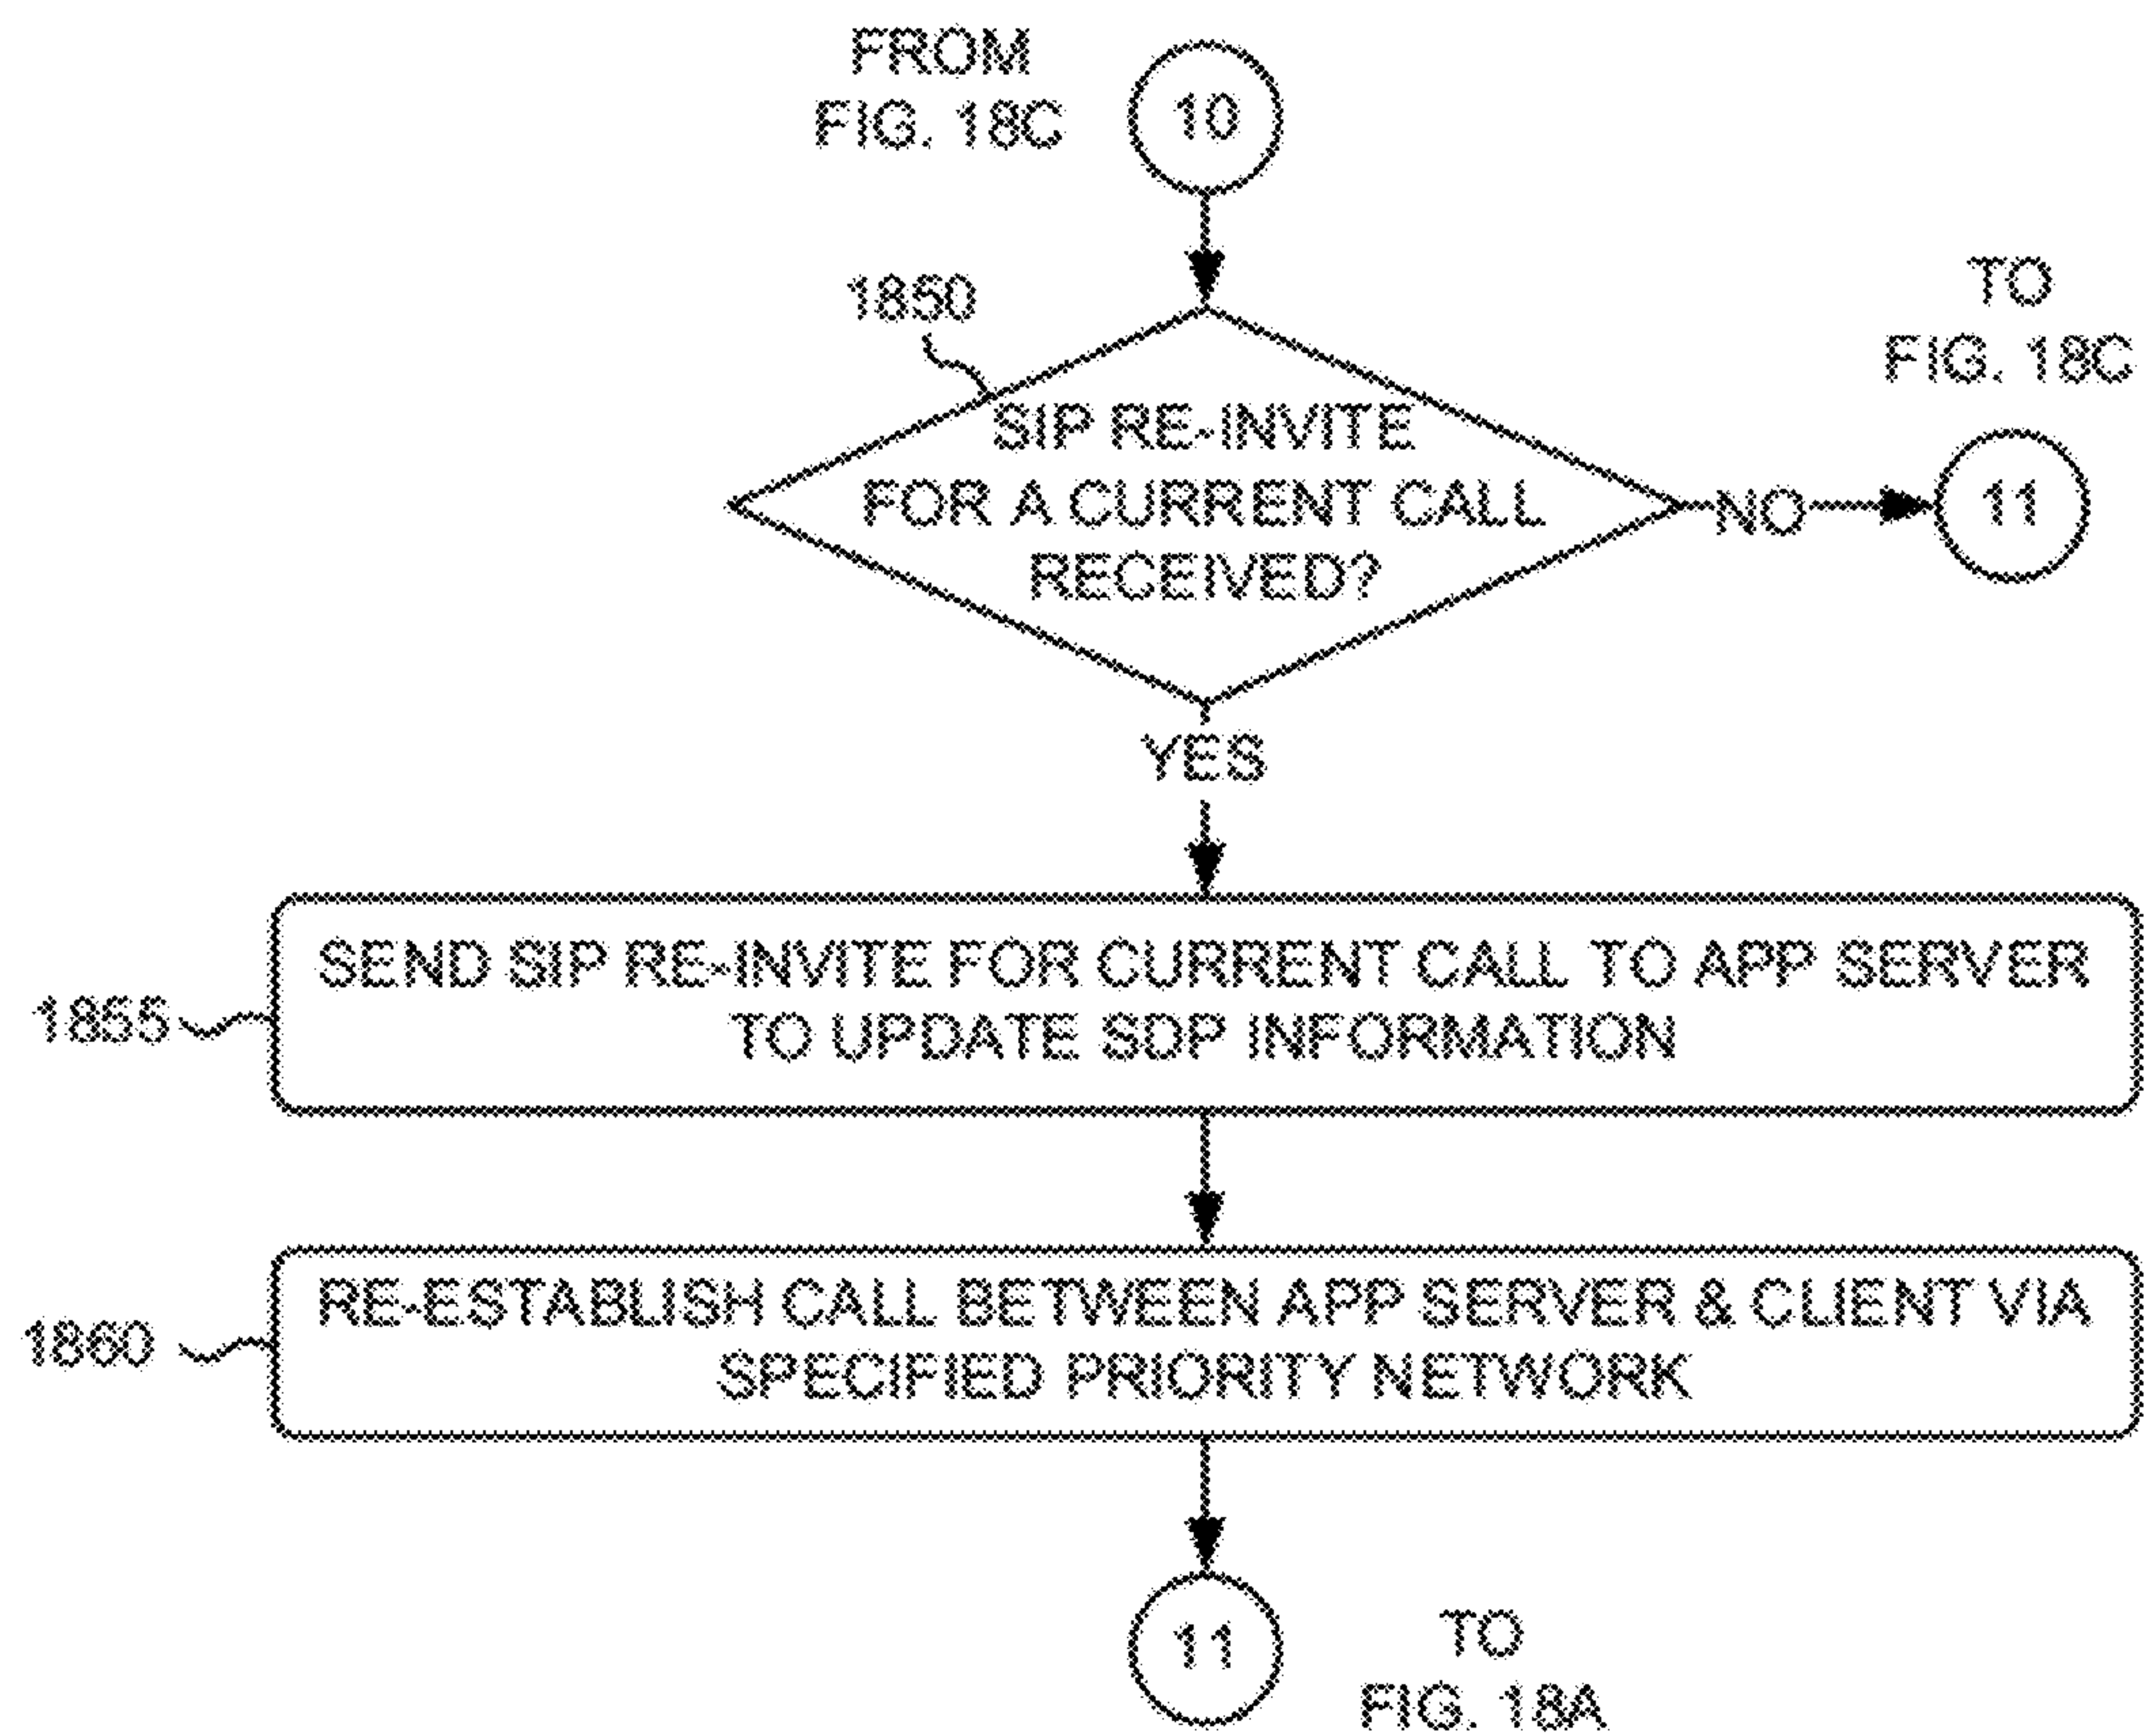 FROM
FIG. 18C
10
1850
SIP RE-INVITE
FOR A CURRENT CALL
RECEIVED?
NO
TO
FIG. 18C
11
YES
1855
SEND SIP RE-INVITE FOR CURRENT CALL TO APP SERVER
TO UPDATE SDP INFORMATION
1860
RE-ESTABLISH CALL BETWEEN APP SERVER & CLIENT VIA
SPECIFIED PRIORITY NETWORK
11
TO
FIG. 18A